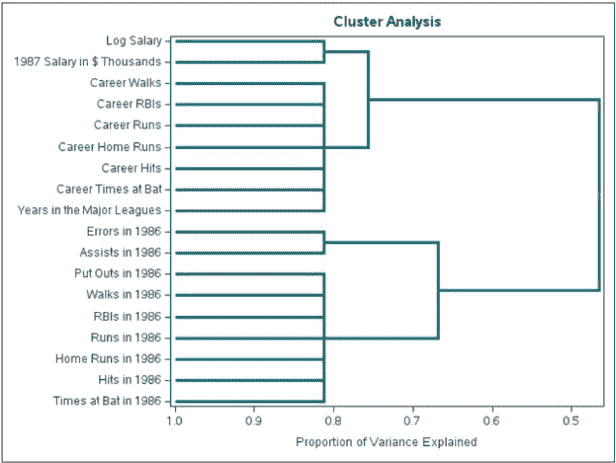 Cluster Analysis
Log Salary
1987 Salary in $ Thousands
Career Walks
Career RBIs
Career Runs
Career Home Runs
Career Hits
Career Times at Bat
Years in the Major Leagues
Errors in 1986
Assists in 1986
Put Outs in 1986
Walks in 1986
RBIs in 1986
Runs in 1986
Home Runs in 1986
Hits in 1986
Times at Bat in 1986
1.0 0.9 0.8 0.7 0.6 0.5
Proportion of Variance Explained